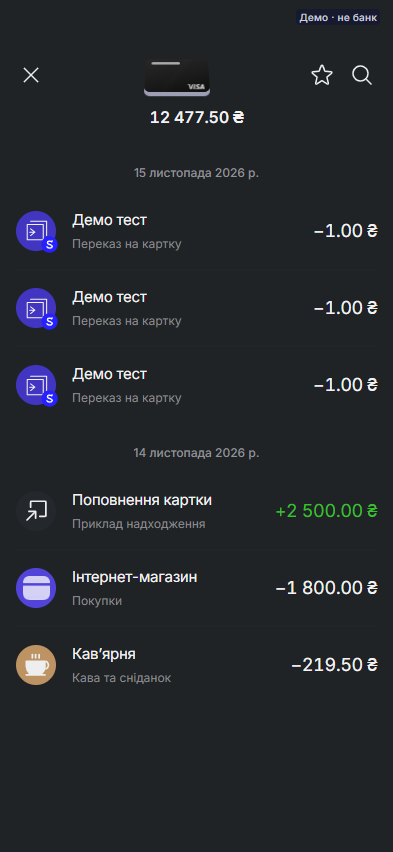 Демо · не банк
VISA
12 477.50 ₴
15 листопада 2026 р.
Демо тест
−1.00 ₴
Переказ на картку
S
Демо тест
−1.00 ₴
Переказ на картку
S
Демо тест
−1.00 ₴
Переказ на картку
S
14 листопада 2026 р.
Поповнення картки
+2 500.00 ₴
Приклад надходження
Інтернет-магазин
−1 800.00 ₴
Покупки
Кав’ярня
−219.50 ₴
Кава та сніданок